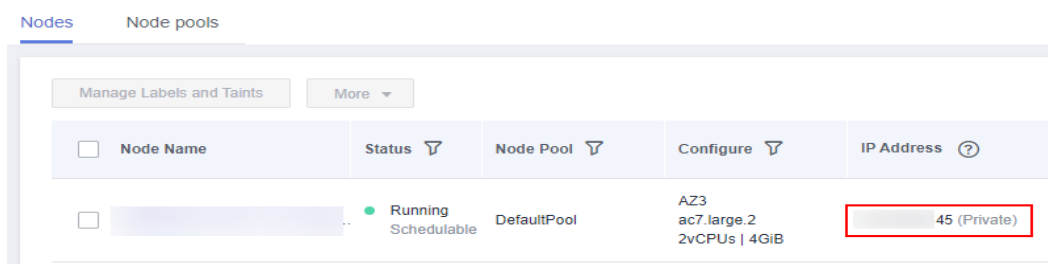 Nodes Node pools
Manage Labels and Taints More
Node Name Status Node Pool Configure IP Address ?
Running
Schedulable
DefaultPool
AZ3
ac7.large.2
2vCPUs | 4GiB
45 (Private)